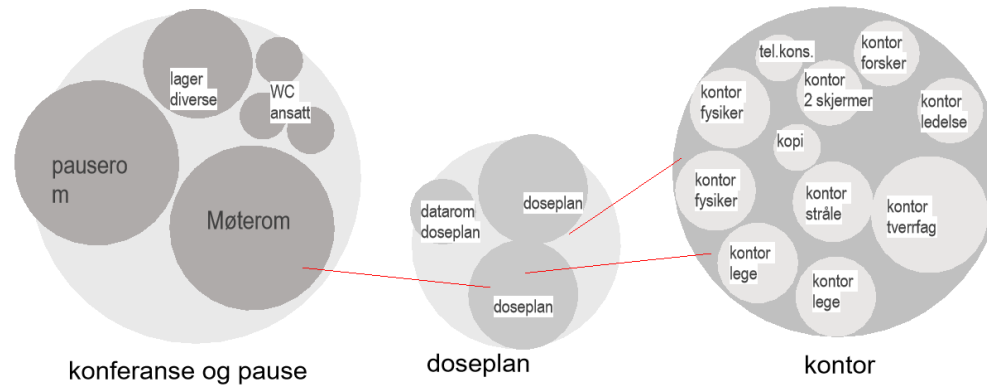 lager
diverse
WC
ansatt
pausero
m
Møterom
konferanse og pause
datarom
doseplan
doseplan
doseplan
doseplan
tel.kons.
kontor
forsker
kontor
2 skjermer
kontor
fysiker
kontor
ledelse
kopi
kontor
fysiker
kontor
stråle
kontor
tverrfag
kontor
lege
kontor
lege
kontor